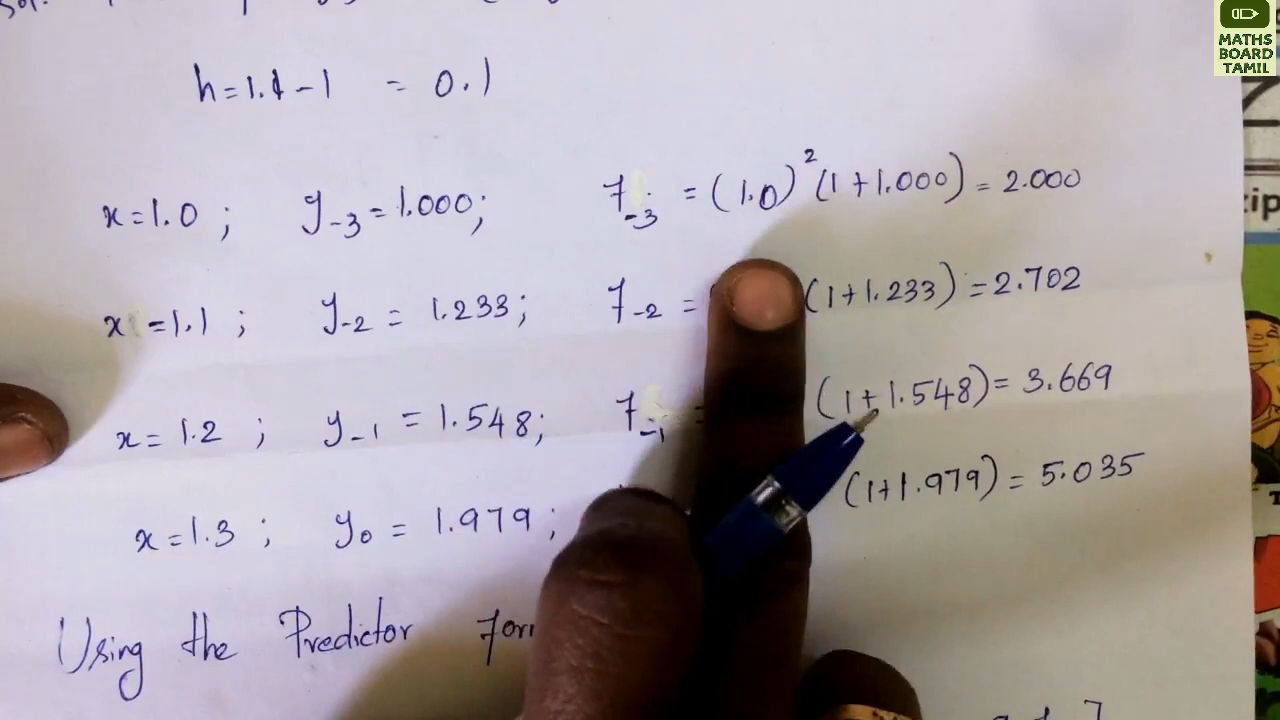 MATHS
BOARD
TAMIL
h = 1.1 - 1 = 0.1
x = 1.0 ; y-3 = 1.000; f-3 = (1.0)² (1+1.000) = 2.000
x = 1.1 ; y-2 = 1.233; f-2 = (1+1.233) = 2.702
x = 1.2 ; y-1 = 1.548; f-1 = (1+1.548) = 3.669
x = 1.3 ; y0 = 1.979; (1+1.979) = 5.035
Using the Predictor